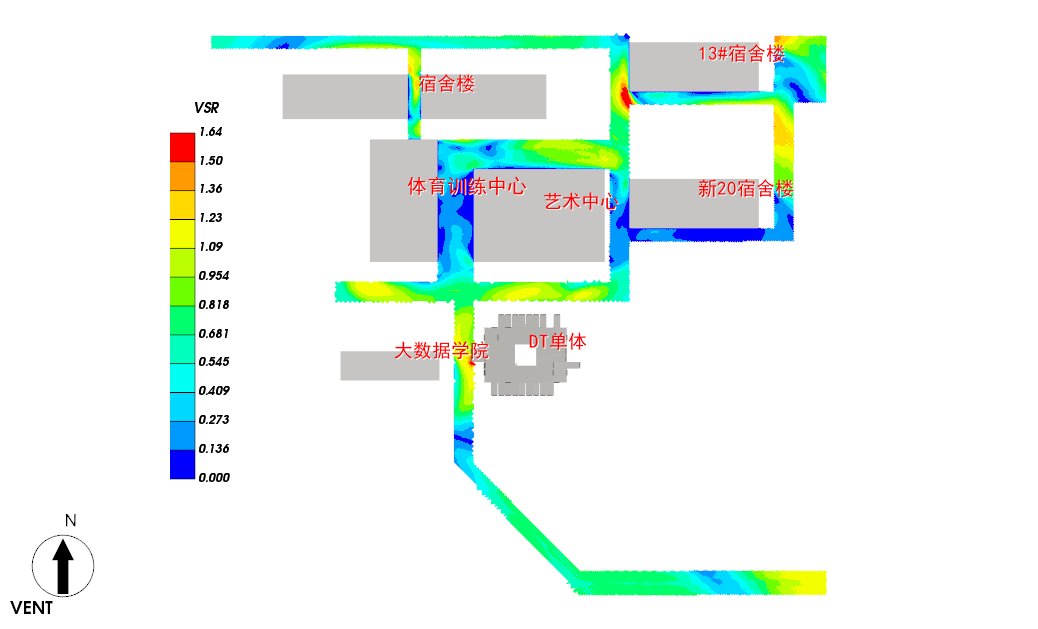 13#宿舍楼
宿舍楼
VSR
1.64
1.50
1.36
1.23
1.09
0.954
0.818
0.681
0.545
0.409
0.273
0.136
0.000
体育训练中心
新20宿舍楼
艺术中心
DT单体
大数据学院
N
VENT